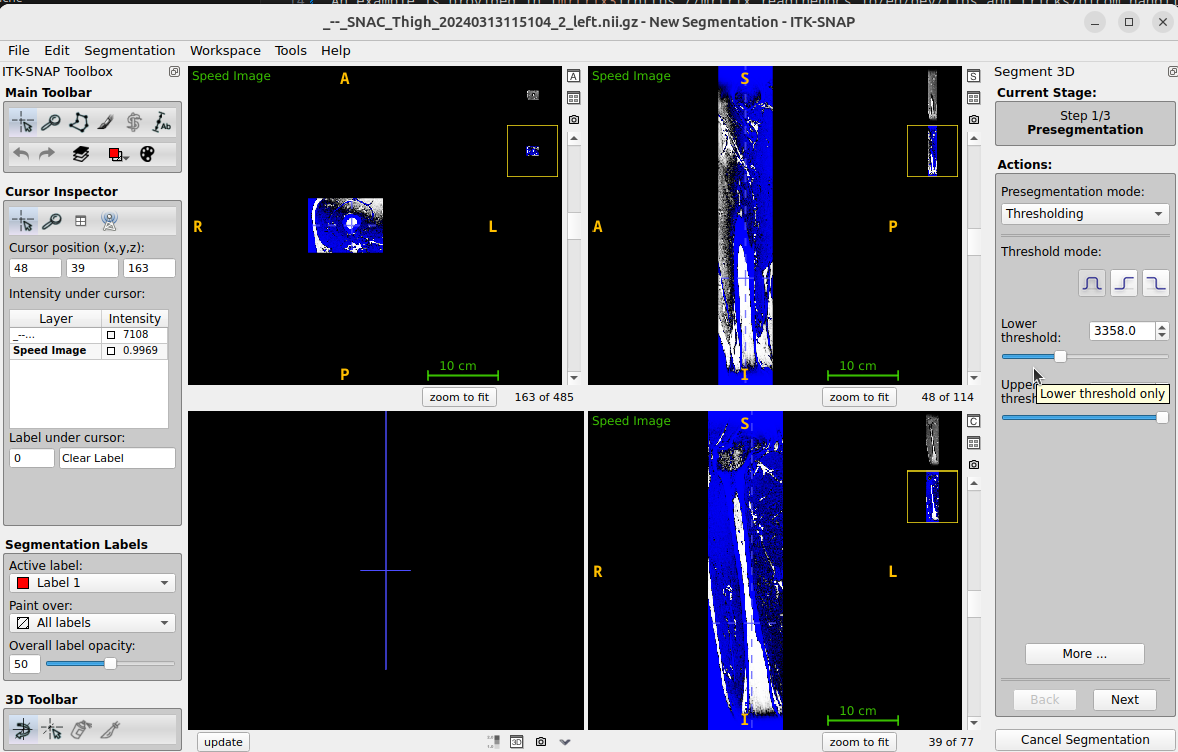 _--_SNAC_Thigh_20240313115104_2_left.nii.gz - New Segmentation - ITK-SNAP
File Edit Segmentation Workspace Tools Help
ITK-SNAP Toolbox
Main Toolbar
Ab
Cursor Inspector
Cursor position (x,y,z):
48 39 163
Intensity under cursor:
Layer Intensity
_--... 7108
Speed Image 0.9969
Label under cursor:
0 Clear Label
Segmentation Labels
Active label:
Label 1
Paint over:
All labels
Overall label opacity:
50
3D Toolbar
Speed Image
A
R
L
P
10 cm
A
zoom to fit 163 of 485
Speed Image
S
A
P
I
10 cm
S
zoom to fit 48 of 114
update
3D
Speed Image
S
R
L
I
10 cm
C
zoom to fit 39 of 77
Segment 3D
Current Stage:
Step 1/3
Presegmentation
Actions:
Presegmentation mode:
Thresholding
Threshold mode:
Lower
threshold:
3358.0
Upper
thresh
Lower threshold only
More ...
Back Next
Cancel Segmentation